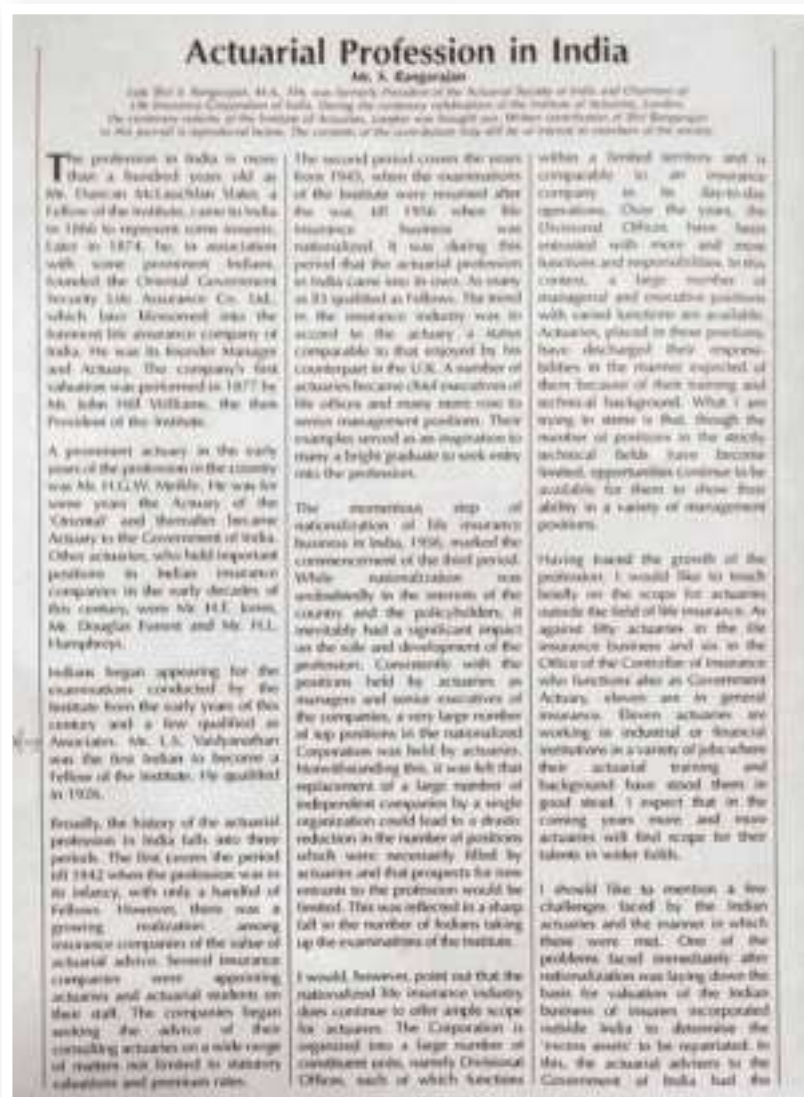 Actuarial Profession in India
Mr. S. Rangarajan
Late Shri S. Rangarajan, M.A., FIA, was formerly President of the Actuarial Society of India and Chairman of
Life Insurance Corporation of India. During the centenary celebrations of the Institute of Actuaries, London,
The profession in India is more
than a hundred years old as
Mr. Duncan McLauchlan Slater, a
Fellow of the Institute, came to India
in 1866 to represent some
Later in 1874, he, in association
with some prominent Indians,
founded the Oriental Government
Security Life Assurance Co. Ltd.,
which later blossomed into the
foremost life assurance company of
India. He was its founder Manager
and Actuary. The company's first
valuation was performed in 1877 by
Mr. John Hill Williams, the then
President of the Institute.
A prominent actuary in the early
years of the profession in the country
was Mr. H.G.W. Meikle. He was for
some years the Actuary of the
'Oriental' and thereafter became
Actuary to the Government of India.
Other actuaries, who held important
positions in Indian insurance
companies in the early decades of
this century, were Mr. H.E. Jones,
Mr. Douglas Forrest and Mr. H.L.
Humphreys.
Indians began appearing for the
examinations conducted by the
Institute from the early years of this
century and a few qualified as
Associates. Mr. L.S. Vaidyanathan
was the first Indian to become a
Fellow of the Institute. He qualified
in
Broadly, the history of the actuarial
profession in India falls into three
periods. The first covers the period
till 1942 when the profession was in
its infancy, with only a handful of
Fellows. However, there was a
growing realization among
insurance companies of the value of
actuarial advice. Several insurance
companies were appointing
actuaries and actuarial students on
their staff. The companies began
seeking the advice of their
consulting actuaries on a wide range
of matters not limited to statutory
valuations and premium rates.
The second period covers the years
from 1945, when the examinations
of the Institute were resumed after
the war, till 1956 when life
insurance business was
nationalized. It was during this
period that the actuarial profession
in India came into its own. As many
as 83 qualified as Fellows. The trend
in the insurance industry was to
accord to the actuary a status
comparable to that enjoyed by his
counterpart in the U.K. A number of
actuaries became chief executives of
life offices and many more rose to
senior management positions. Their
examples served as an inspiration to
many a bright graduate to seek entry
into the profession.
The momentous step of
nationalization of life insurance
business in India, 1956, marked the
commencement of the third period.
While nationalization was
undoubtedly in the interests of the
country and the policyholders, it
inevitably had a significant impact
on the role and development of the
profession. Consistently with the
positions held by actuaries as
managers and senior executives of
the companies, a very large number
of top positions in the nationalized
Corporation was held by actuaries.
Notwithstanding this, it was felt that
replacement of a large number of
independent companies by a single
organization could lead to a drastic
reduction in the number of positions
which were necessarily filled by
actuaries and that prospects for new
entrants to the profession would be
limited. This was reflected in a sharp
fall in the number of Indians taking
up the examinations of the Institute.
I would, however, point out that the
nationalized life insurance industry
does continue to offer ample scope
for actuaries. The Corporation is
organized into a large number of
constituent units, namely Divisional
Offices, each of which functions
within a limited territory and is
comparable to an insurance
company in its day-to-day
operations. Over the years, the
Divisional Offices have been
entrusted with more and more
functions and responsibilities. In this
context, a large number of
managerial and executive positions
with varied functions are available.
Actuaries, placed in these positions,
have discharged their responsi-
bilities in the manner expected of
them because of their training and
technical background. What I am
trying to stress is that, though the
number of positions in the strictly
technical fields have become
limited, opportunities continue to be
available for them to show their
ability in a variety of management
positions.
Having traced the growth of the
profession, I would like to touch
briefly on the scope for actuaries
outside the field of life insurance. As
against fifty actuaries in the life
insurance business and six in the
Office of the Controller of Insurance
who functions also as Government
Actuary, eleven are in general
insurance. Eleven actuaries are
working in industrial or financial
institutions in a variety of jobs where
their actuarial training and
background have stood them in
good stead. I expect that in the
coming years more and more
actuaries will find scope for their
talents in wider fields.
I should like to mention a few
challenges faced by the Indian
actuaries and the manner in which
these were met. One of the
problems faced immediately after
nationalization was laying down the
basis for valuation of the Indian
business of insurers incorporated
outside India to determine the
'excess assets' to be repatriated. In
this, the actuarial advisers to the
Government of India had the